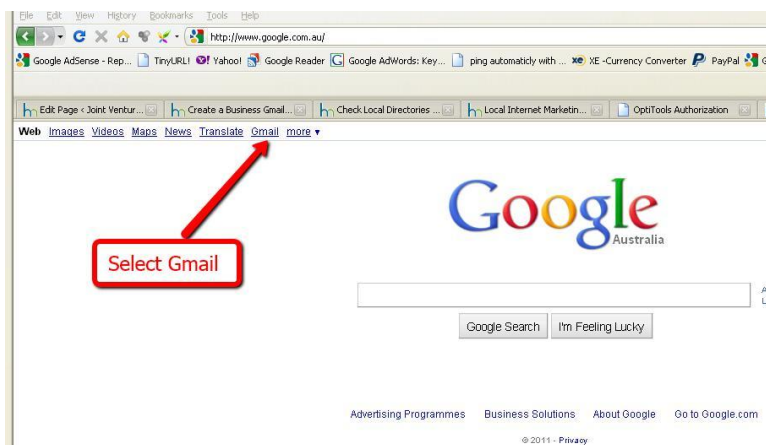 File Edit View History Bookmarks Tools Help
http://www.google.com.au/
Google AdSense - Rep... TinyURL! Yahoo! Google Reader Google AdWords: Key... ping automaticly with ... XE -Currency Conver PayPal
Edit Page < Joint Ventur... Create a Business Gmail... Check Local Directories ... Local Internet Marketin... OptiTools Authorization
Web Images Videos Maps News Translate Gmail more ▼
Google
Australia
Select Gmail
Google Search I'm Feeling Lucky
Advertising Programmes Business Solutions About Google Go to Google.com
© 2011 - Privacy